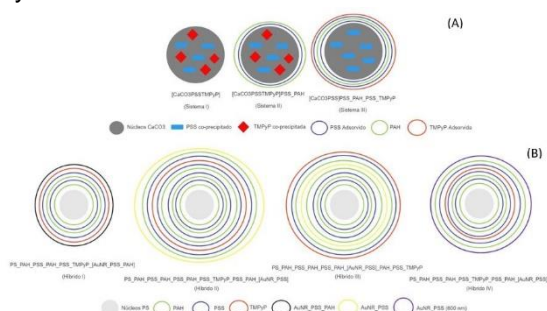 (A)
[CaCO3PSSTMPyP]
(Sistema I)
[CaCO3PSSTMPyP]PSS_PAH
(Sistema II)
[CaCO3PSS]PSS_PAH_PSS_TMPyP
(Sistema III)
Núcleos CaCO3 PSS co-precipitado TMPyP co-precipitada PSS Adsorvido PAH TMPyP Adsorvida
(B)
PS_PAH_PSS_PAH_PSS_TMPyP_[AuNR_PSS_PAH]
(Híbrido I)
PS_PAH_PSS_PAH_PSS_PAH_PSS_TMPyP_PSS_PAH_[AuNR_PSS]
(Híbrido II)
PS_PAH_PSS_PAH_PSS_PAH_[AuNR_PSS]_PAH_PSS_TMPyP
(Híbrido III)
PS_PAH_PSS_PAH_PSS_TMPyP_PSS_PAH_[AuNR_PSS]
(Híbrido IV)
Núcleos PS PAH PSS TMPyP AuNR_PSS_PAH AuNR_PSS AuNR_PSS (800 nm)